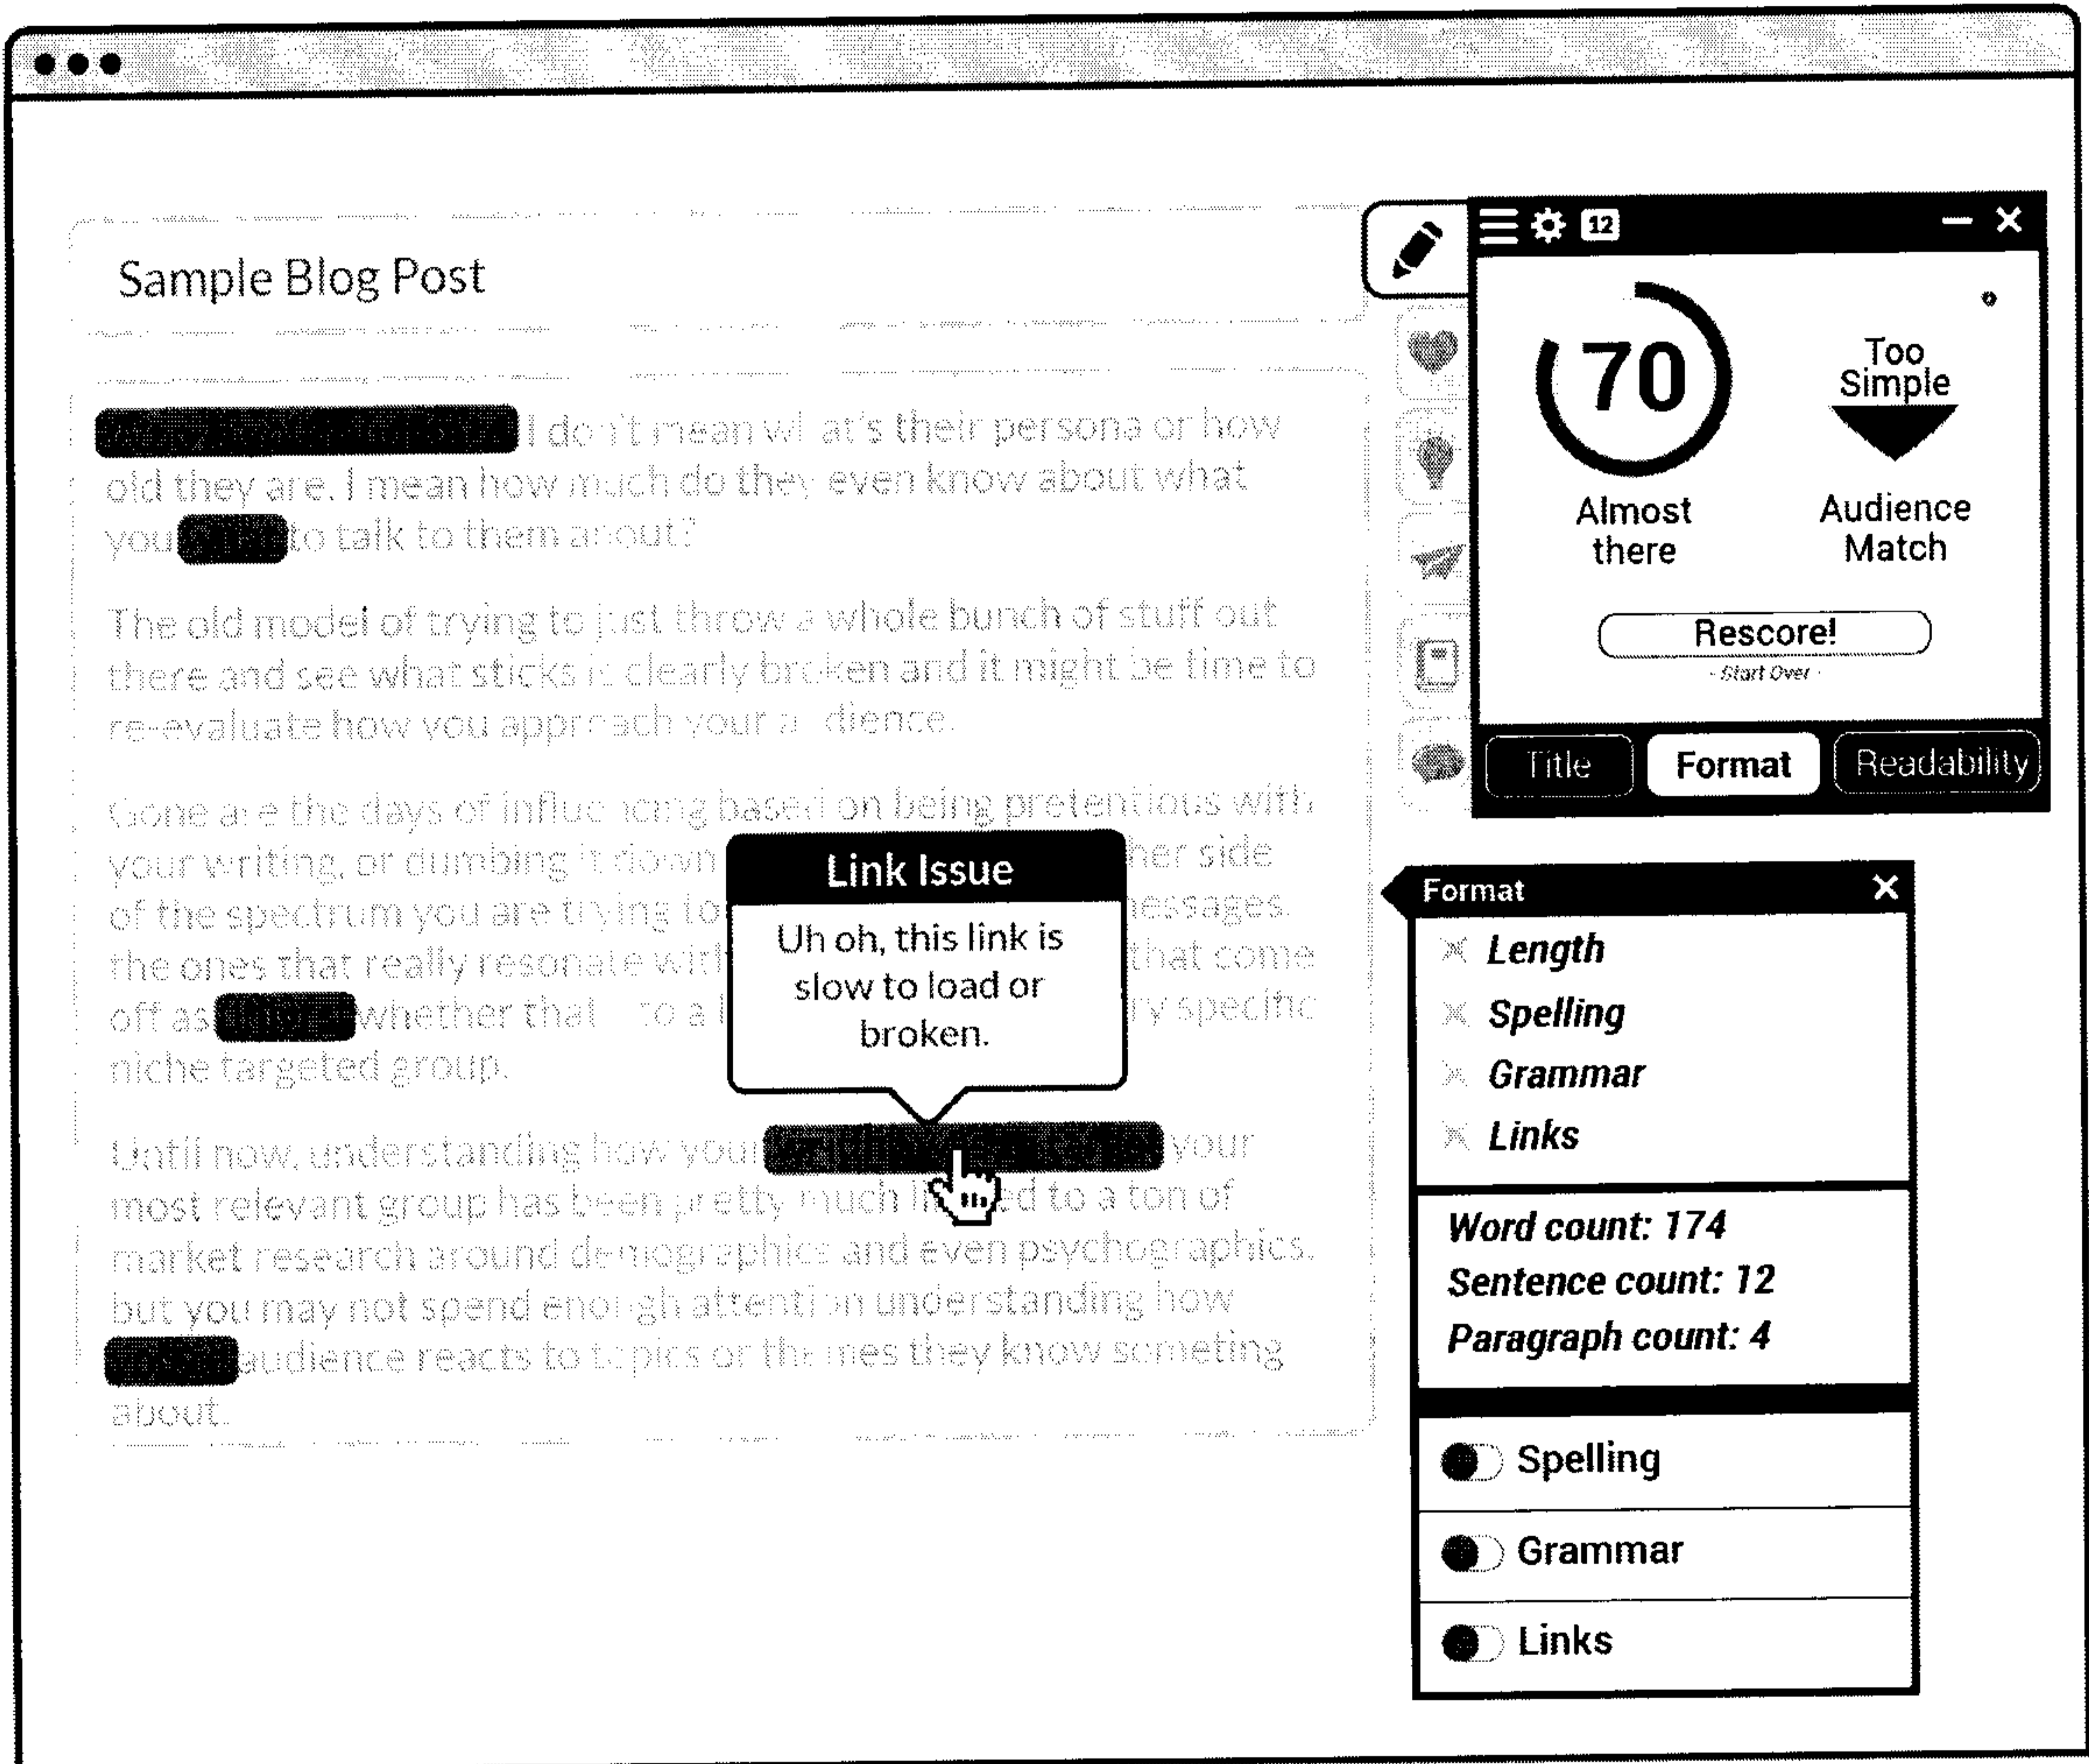 Sample Blog Post
I don't mean what's their persona or how
old they are. I mean how much do they even know about what
you to talk to them about?
The old model of trying to just throw a whole bunch of stuff out
there and see what sticks is clearly broken and it might be time to
re-evaluate how you approach your audience.
Gone are the days of influencing based on being pretentious with
your writing, or dumbing it down her side
of the spectrum you are trying to essages.
the ones that really resonate with that come
off as whether that to a ry specific
niche targeted group.
Until now, understanding how your your
most relevant group has been pretty much ed to a ton of
market research around demographics and even psychographics.
but you may not spend enough attention understanding how
audience reacts to topics or themes they know someting
about.
Link Issue
Uh oh, this link is
slow to load or
broken.
12
70
Almost
there
Too
Simple
Audience
Match
Rescore!
- Start Over -
Title
Format
Readability
Format
Length
Spelling
Grammar
Links
Word count: 174
Sentence count: 12
Paragraph count: 4
Spelling
Grammar
Links